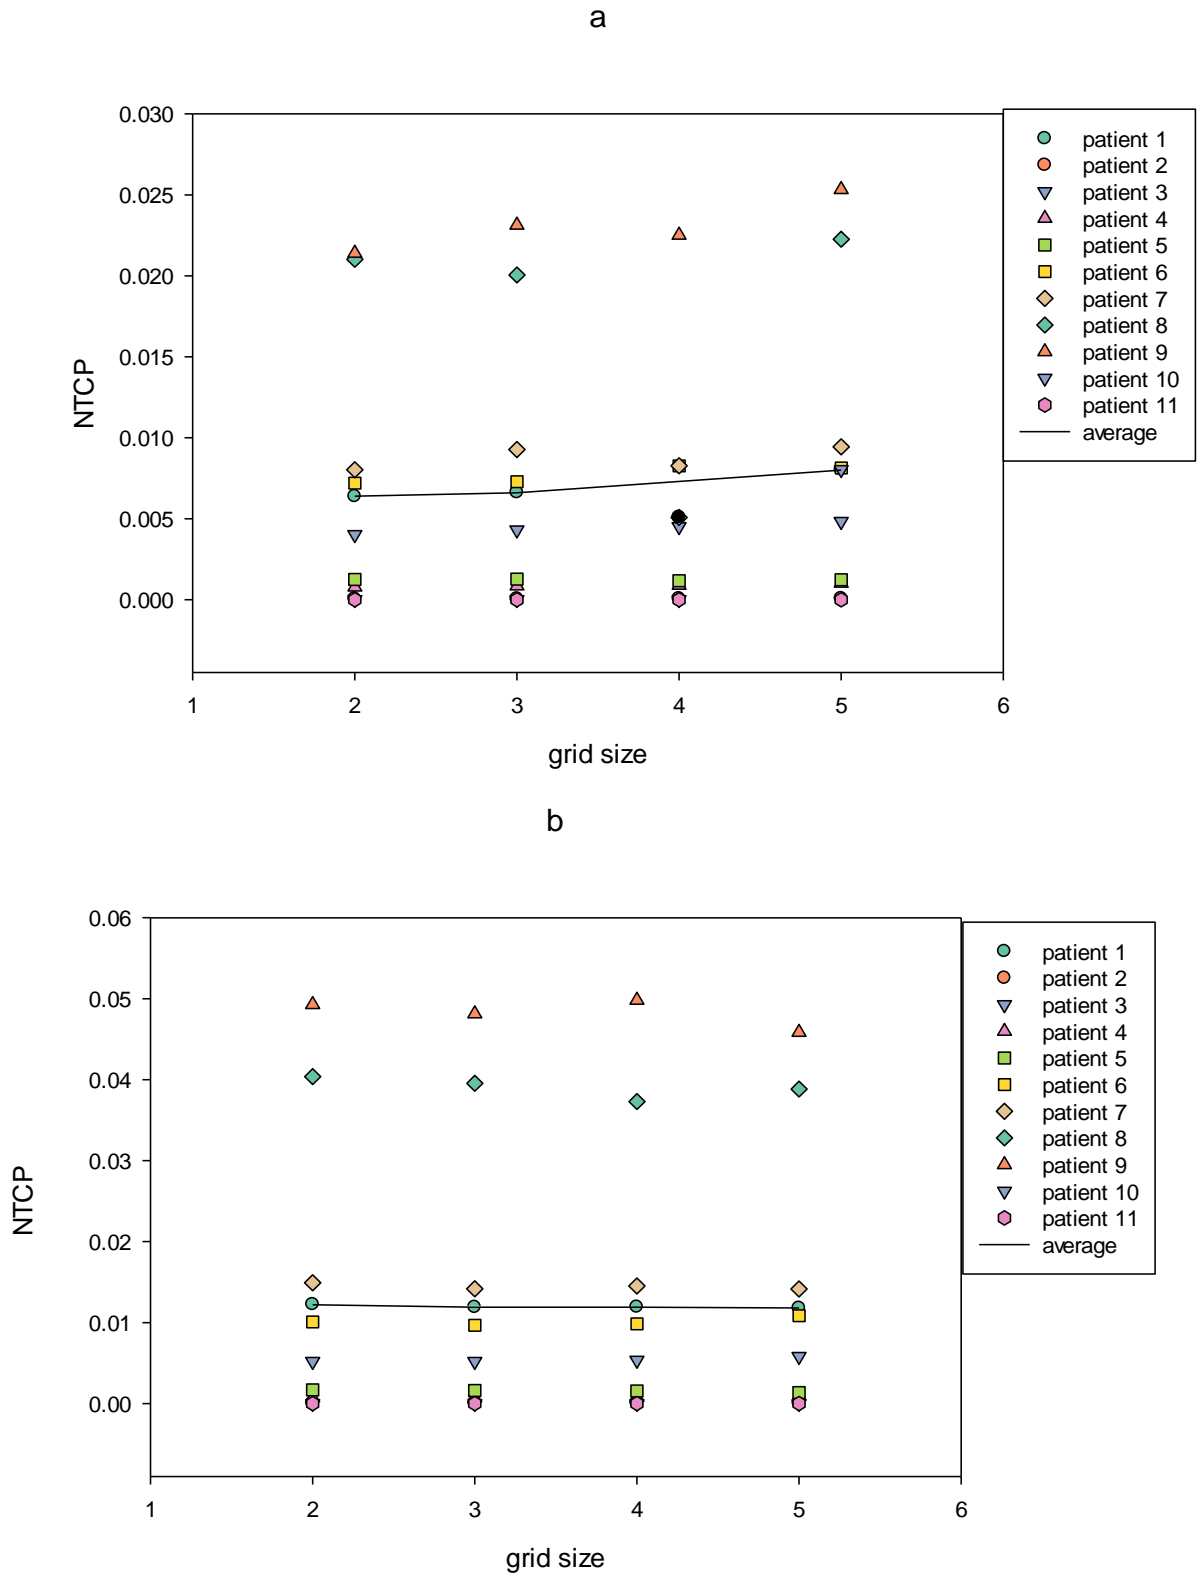 a
0.030
0.025
0.020
0.015
0.010
0.005
0.000
NTCP
1 2 3 4 5 6
grid size
patient 1
patient 2
patient 3
patient 4
patient 5
patient 6
patient 7
patient 8
patient 9
patient 10
patient 11
average
b
0.06
0.05
0.04
0.03
0.02
0.01
0.00
NTCP
1 2 3 4 5 6
grid size
patient 1
patient 2
patient 3
patient 4
patient 5
patient 6
patient 7
patient 8
patient 9
patient 10
patient 11
average